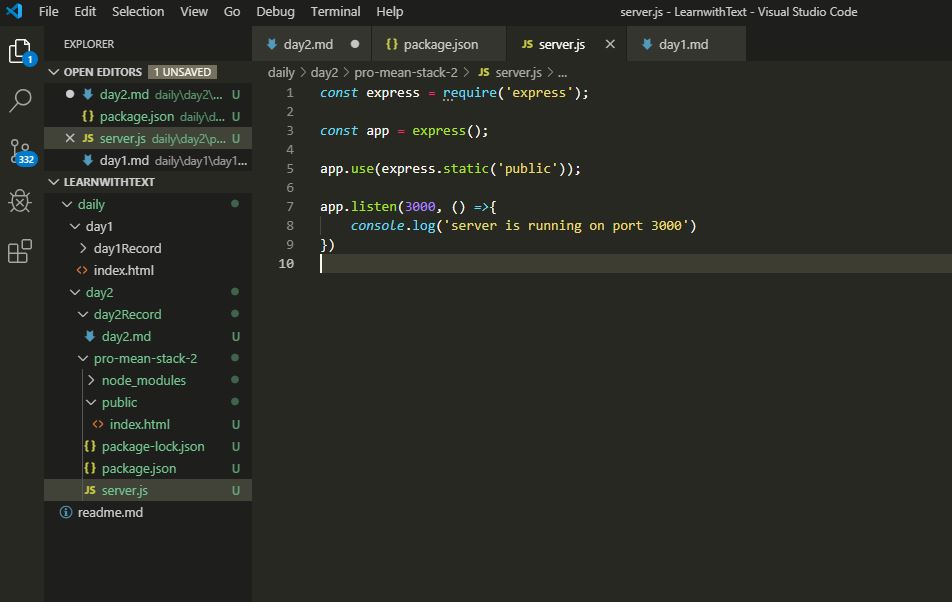 File Edit Selection View Go Debug Terminal Help server.js - LearnwithText - Visual Studio Code
EXPLORER
1
OPEN EDITORS 1 UNSAVED
day2.md daily\day2\... U
{} package.json daily\d... U
JS server.js daily\day2\p... U
day1.md daily\day1\day1...
332
LEARNWITHTEXT
daily
day1
day1Record
<> index.html
day2
day2Record
day2.md U
pro-mean-stack-2
node_modules
public
<> index.html U
{} package-lock.json U
{} package.json U
JS server.js U
readme.md
day2.md {} package.json JS server.js day1.md
daily > day2 > pro-mean-stack-2 > JS server.js > ...
1 const express = require('express');
2
3 const app = express();
4
5 app.use(express.static('public'));
6
7 app.listen(3000, () =>{
8 console.log('server is running on port 3000')
9 })
10